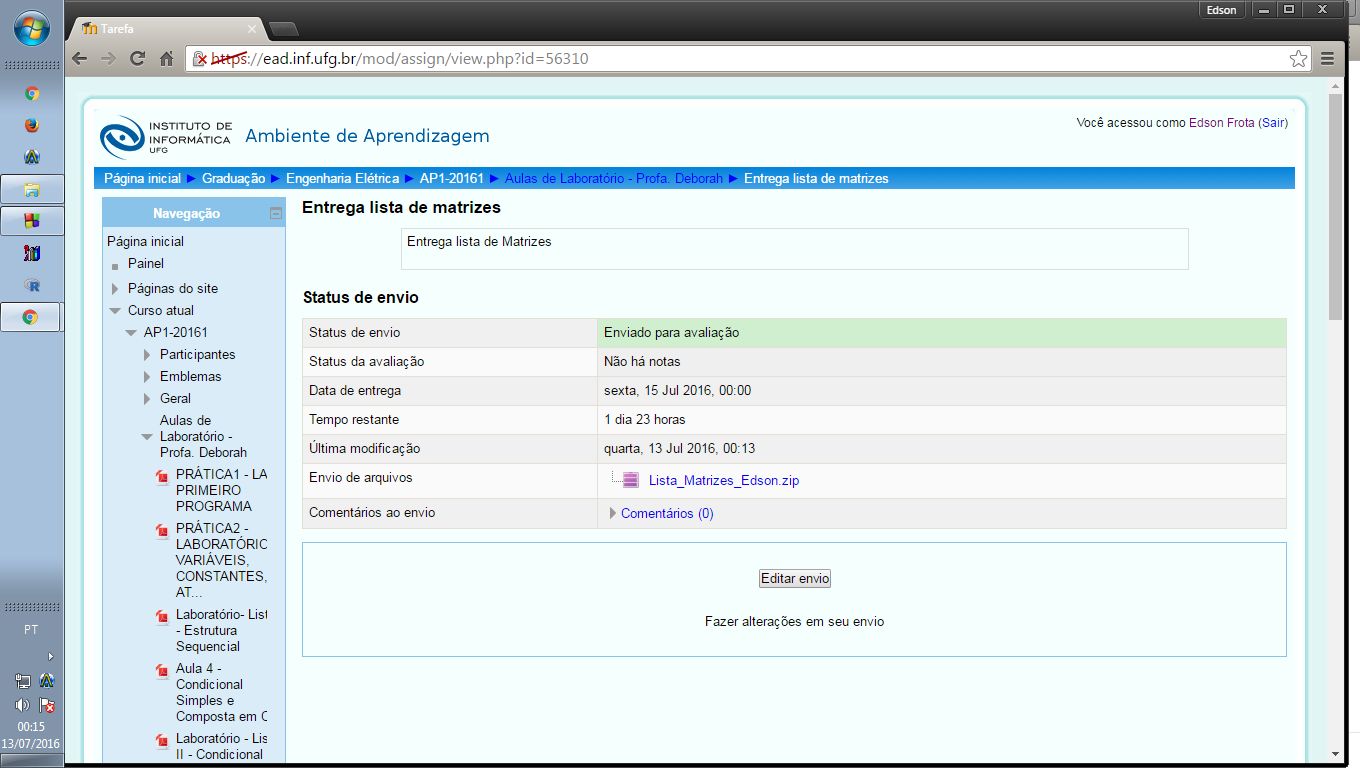 Edson
Tarefa
https://ead.inf.ufg.br/mod/assign/view.php?id=56310
INSTITUTO DE
INFORMÁTICA
UFG
Ambiente de Aprendizagem
Você acessou como Edson Frota (Sair)
Página inicial ► Graduação ► Engenharia Elétrica ► AP1-20161 ► Aulas de Laboratório - Profa. Deborah ► Entrega lista de matrizes
Navegação
Página inicial
Painel
Páginas do site
Curso atual
AP1-20161
Participantes
Emblemas
Geral
Aulas de
Laboratório -
Profa. Deborah
PRÁTICA1 - LA
PRIMEIRO
PROGRAMA
PRÁTICA2 -
LABORATÓRIO
VARIÁVEIS,
CONSTANTES,
AT...
Laboratório- List
- Estrutura
Sequencial
Aula 4 -
Condicional
Simples e
Composta em C
Laboratório - Lis
II - Condicional
Entrega lista de matrizes
Entrega lista de Matrizes
Status de envio
Status de envio Enviado para avaliação
Status da avaliação Não há notas
Data de entrega sexta, 15 Jul 2016, 00:00
Tempo restante 1 dia 23 horas
Última modificação quarta, 13 Jul 2016, 00:13
Envio de arquivos Lista_Matrizes_Edson.zip
Comentários ao envio Comentários (0)
Editar envio
Fazer alterações em seu envio
PT
00:15
13/07/2016